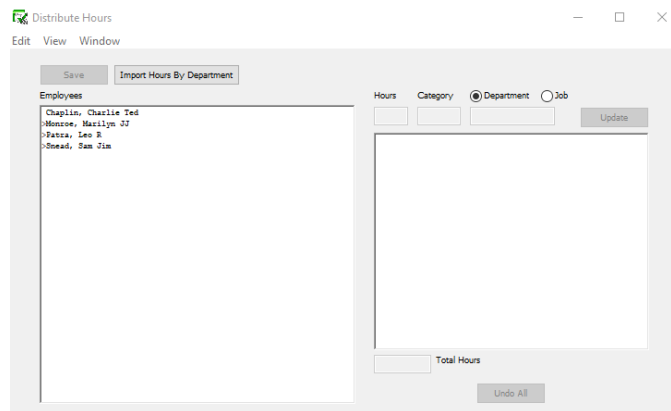 Distribute Hours
Edit View Window
Save Import Hours By Department
Employees
Chaplin, Charlie Ted
>Monroe, Marilyn JJ
>Patra, Leo R
>Snead, Sam Jim
Hours Category Department Job
Update
Total Hours
Undo All